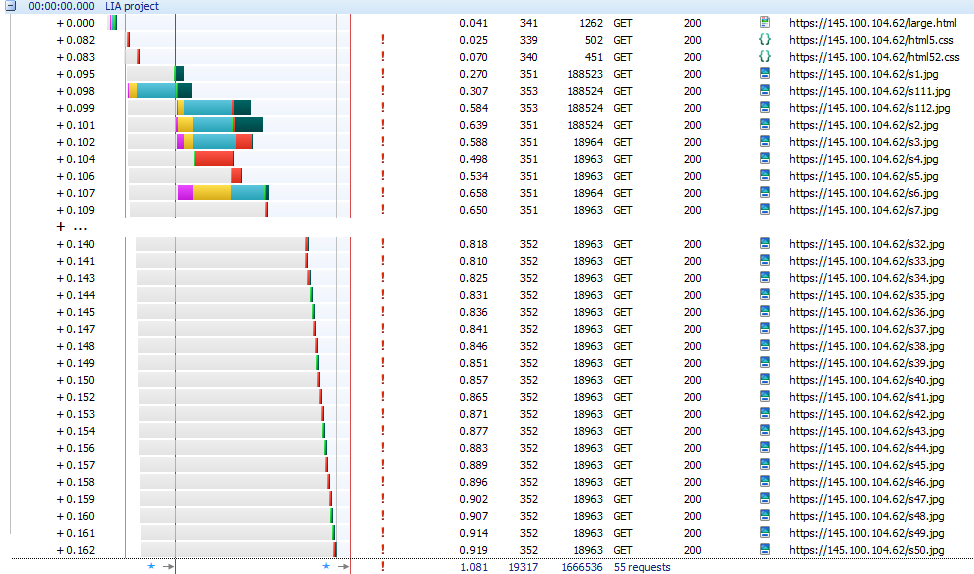 00:00:00.000 LIA project
+ 0.000 0.041 341 1262 GET 200 https://145.100.104.62/large.html
+ 0.082 ! 0.025 339 502 GET 200 https://145.100.104.62/html5.css
+ 0.083 ! 0.070 340 451 GET 200 https://145.100.104.62/html52.css
+ 0.095 ! 0.270 351 188523 GET 200 https://145.100.104.62/s1.jpg
+ 0.098 ! 0.307 353 188524 GET 200 https://145.100.104.62/s111.jpg
+ 0.099 ! 0.584 353 188524 GET 200 https://145.100.104.62/s112.jpg
+ 0.101 ! 0.639 351 188524 GET 200 https://145.100.104.62/s2.jpg
+ 0.102 ! 0.588 351 18964 GET 200 https://145.100.104.62/s3.jpg
+ 0.104 ! 0.498 351 18963 GET 200 https://145.100.104.62/s4.jpg
+ 0.106 ! 0.534 351 18963 GET 200 https://145.100.104.62/s5.jpg
+ 0.107 ! 0.658 351 18964 GET 200 https://145.100.104.62/s6.jpg
+ 0.109 ! 0.650 351 18963 GET 200 https://145.100.104.62/s7.jpg
+ ...
+ 0.140 ! 0.818 352 18963 GET 200 https://145.100.104.62/s32.jpg
+ 0.141 ! 0.810 352 18963 GET 200 https://145.100.104.62/s33.jpg
+ 0.143 ! 0.825 352 18963 GET 200 https://145.100.104.62/s34.jpg
+ 0.144 ! 0.831 352 18963 GET 200 https://145.100.104.62/s35.jpg
+ 0.145 ! 0.836 352 18963 GET 200 https://145.100.104.62/s36.jpg
+ 0.147 ! 0.841 352 18963 GET 200 https://145.100.104.62/s37.jpg
+ 0.148 ! 0.846 352 18963 GET 200 https://145.100.104.62/s38.jpg
+ 0.149 ! 0.851 352 18963 GET 200 https://145.100.104.62/s39.jpg
+ 0.150 ! 0.857 352 18963 GET 200 https://145.100.104.62/s40.jpg
+ 0.152 ! 0.865 352 18963 GET 200 https://145.100.104.62/s41.jpg
+ 0.153 ! 0.871 352 18963 GET 200 https://145.100.104.62/s42.jpg
+ 0.154 ! 0.877 352 18963 GET 200 https://145.100.104.62/s43.jpg
+ 0.156 ! 0.883 352 18963 GET 200 https://145.100.104.62/s44.jpg
+ 0.157 ! 0.889 352 18963 GET 200 https://145.100.104.62/s45.jpg
+ 0.158 ! 0.896 352 18963 GET 200 https://145.100.104.62/s46.jpg
+ 0.159 ! 0.902 352 18963 GET 200 https://145.100.104.62/s47.jpg
+ 0.160 ! 0.907 352 18963 GET 200 https://145.100.104.62/s48.jpg
+ 0.161 ! 0.914 352 18963 GET 200 https://145.100.104.62/s49.jpg
+ 0.162 ! 0.919 352 18963 GET 200 https://145.100.104.62/s50.jpg
! 1.081 19317 1666536 55 requests